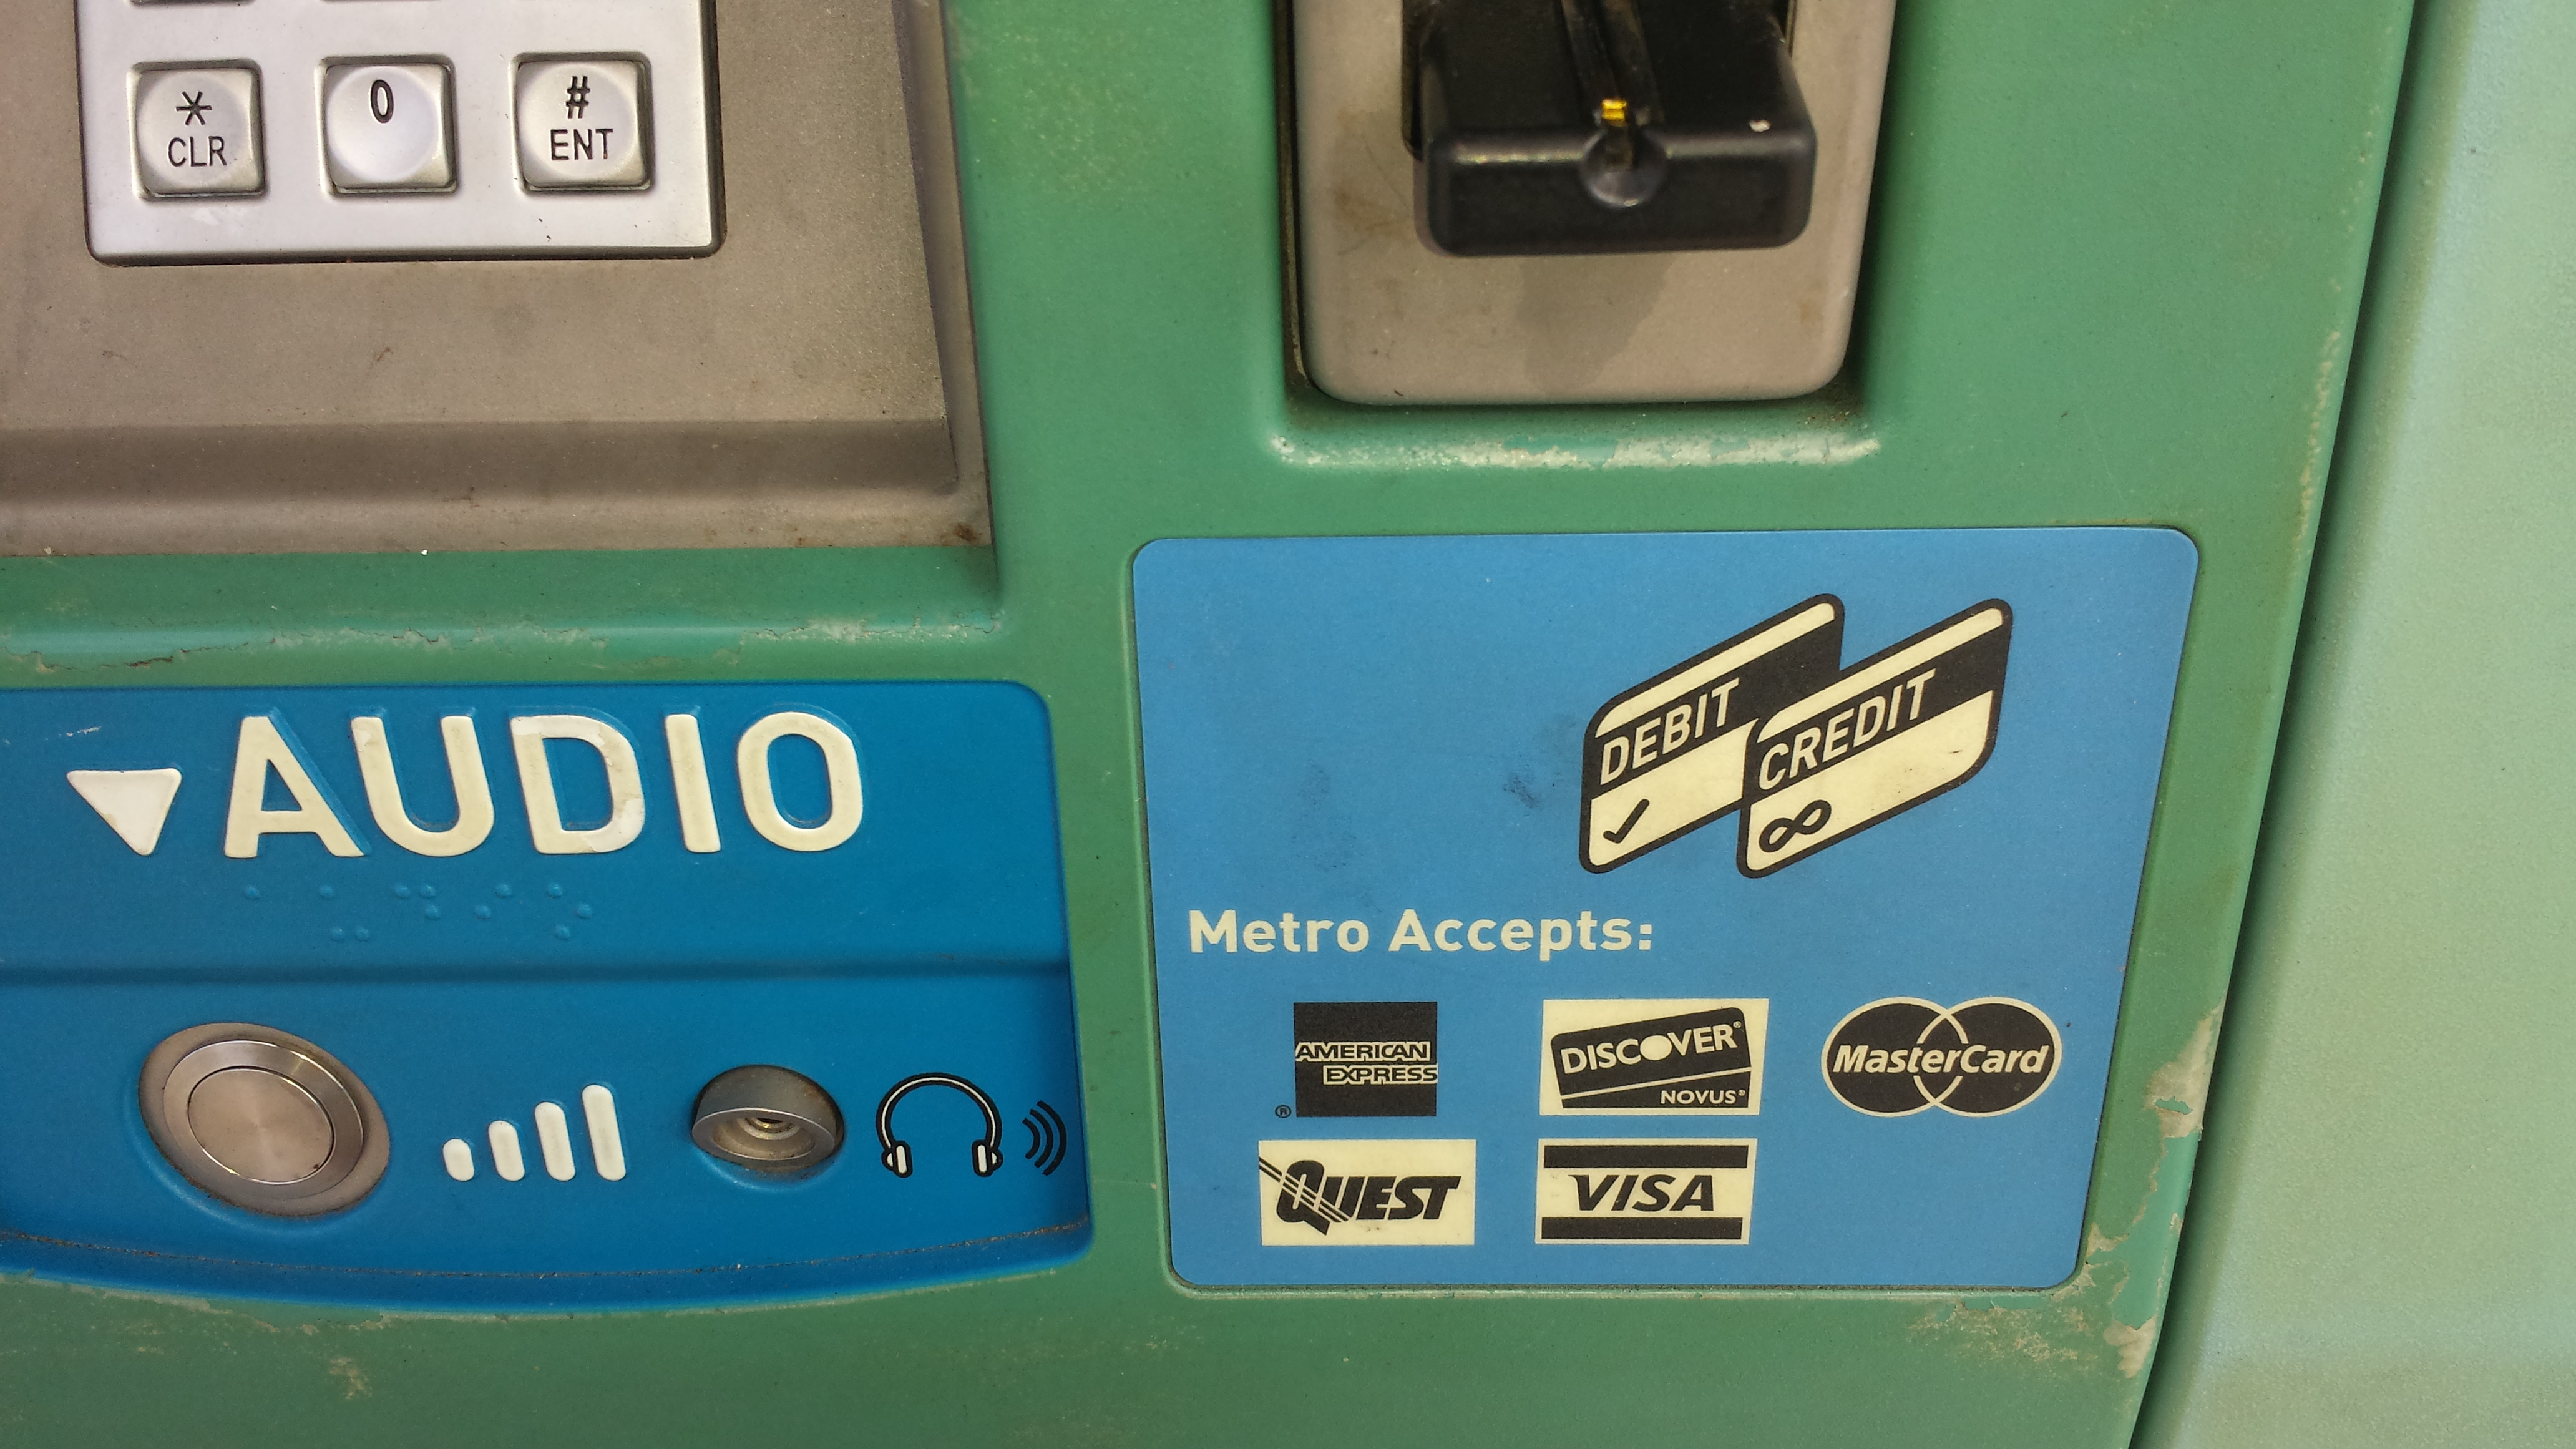 * 0 #
CLR ENT
AUDIO
DEBIT
CREDIT
Metro Accepts:
AMERICAN
EXPRESS
®
DISCOVER®
NOVUS®
MasterCard
QUEST
VISA